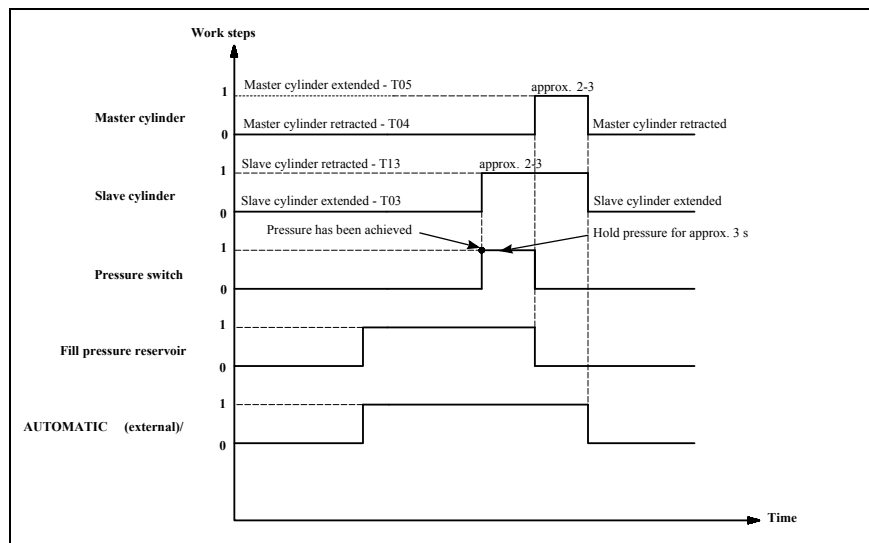 Work steps
1
Master cylinder extended - T05
approx. 2-3
Master cylinder
0
Master cylinder retracted - T04
Master cylinder retracted
1
Slave cylinder retracted - T13
approx. 2-3
Slave cylinder
0
Slave cylinder extended - T03
Slave cylinder extended
Pressure has been achieved
Hold pressure for approx. 3 s
1
Pressure switch
0
1
Fill pressure reservoir
0
1
AUTOMATIC (external)/
0
Time